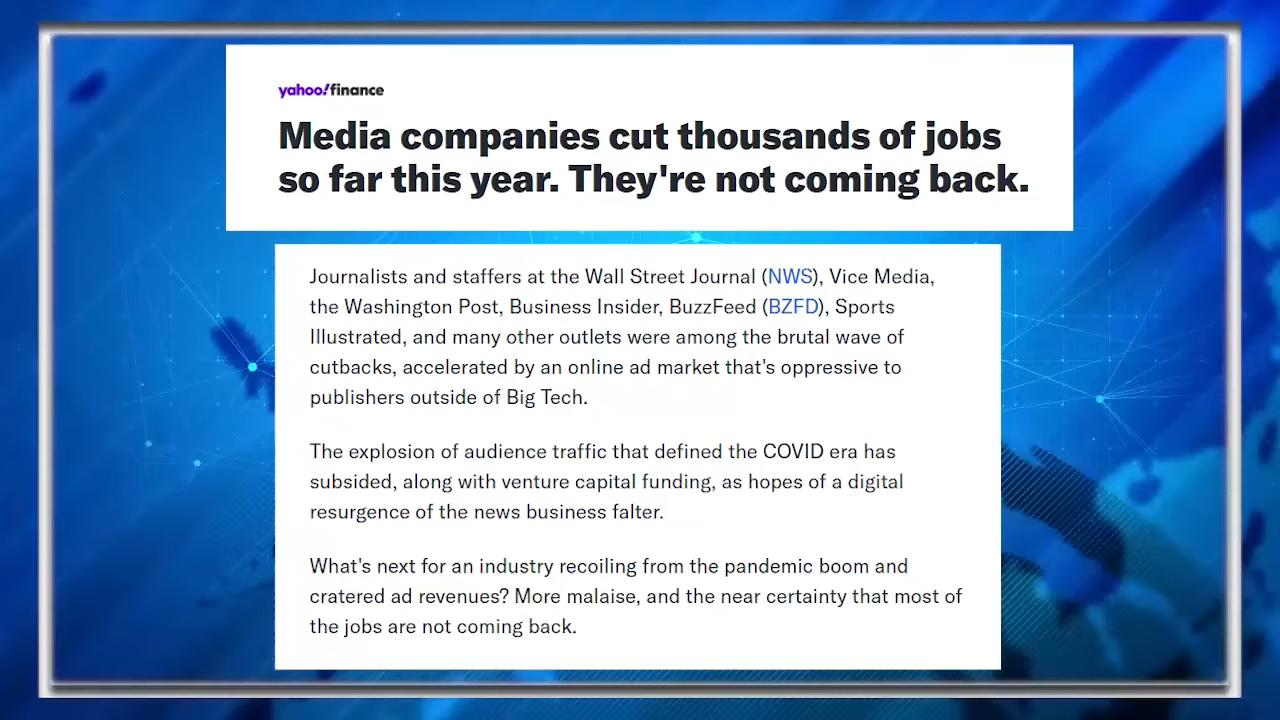 yahoo!finance
Media companies cut thousands of jobs
so far this year. They're not coming back.
Journalists and staffers at the Wall Street Journal (NWS), Vice Media,
the Washington Post, Business Insider, BuzzFeed (BZFD), Sports
Illustrated, and many other outlets were among the brutal wave of
cutbacks, accelerated by an online ad market that's oppressive to
publishers outside of Big Tech.
The explosion of audience traffic that defined the COVID era has
subsided, along with venture capital funding, as hopes of a digital
resurgence of the news business falter.
What's next for an industry recoiling from the pandemic boom and
cratered ad revenues? More malaise, and the near certainty that most of
the jobs are not coming back.